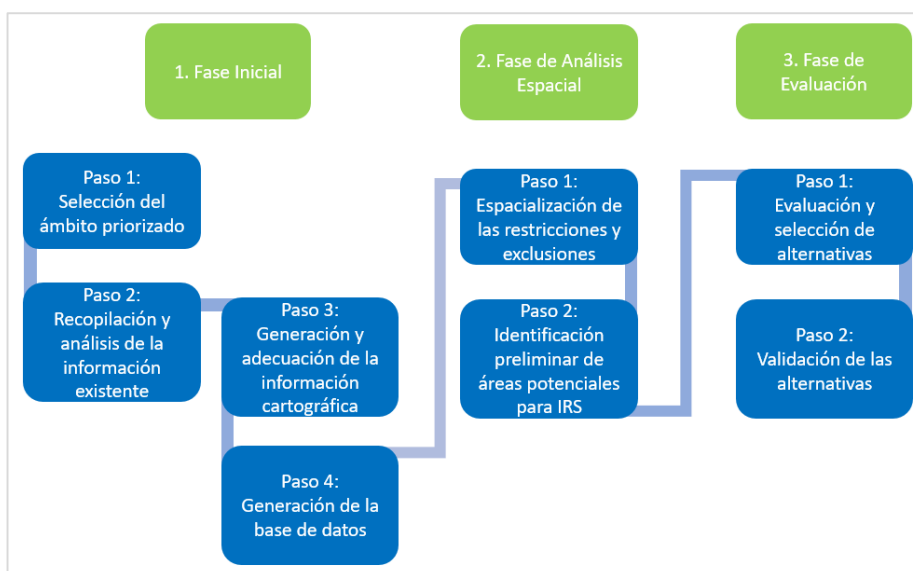 1. Fase Inicial
2. Fase de Análisis
Espacial
3. Fase de
Evaluación
Paso 1:
Selección del
ámbito priorizado
Paso 2:
Recopilación y
análisis de la
información
existente
Paso 3:
Generación y
adecuación de la
información
cartográfica
Paso 4:
Generación de la
base de datos
Paso 1:
Espacialización de
las restricciones y
exclusiones
Paso 2:
Identificación
preliminar de
áreas potenciales
para IRS
Paso 1:
Evaluación y
selección de
alternativas
Paso 2:
Validación de las
alternativas